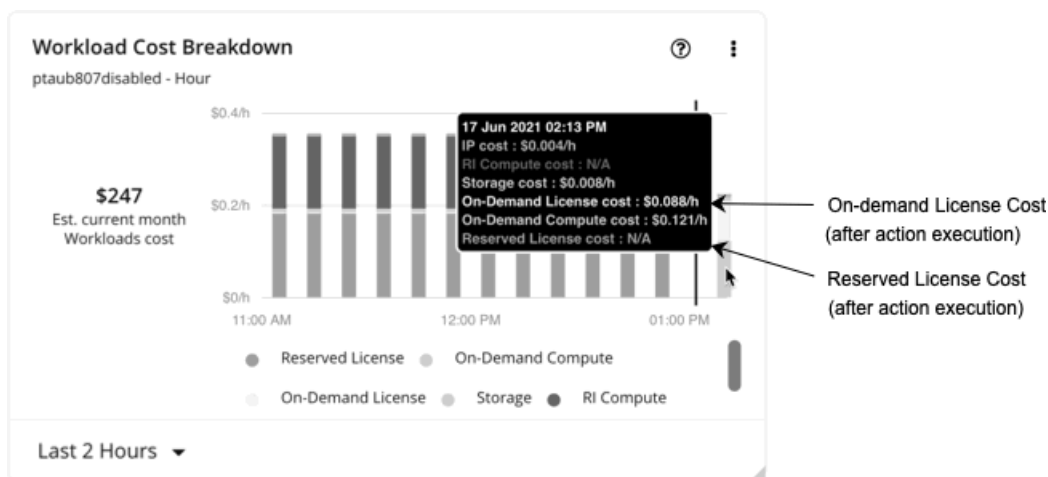 Workload Cost Breakdown
ptaub807disabled - Hour
$0.4/h
17 Jun 2021 02:13 PM
IP cost : $0.004/h
RI Compute cost : N/A
Storage cost : $0.008/h
On-Demand License cost : $0.088/h
On-Demand Compute cost : $0.121/h
Reserved License cost : N/A
$247
Est. current month
Workloads cost
$0.2/h
On-demand License Cost
(after action execution)
Reserved License Cost
(after action execution)
$0/h
11:00 AM
12:00 PM
01:00 PM
Reserved License
On-Demand Compute
On-Demand License
Storage
RI Compute
Last 2 Hours